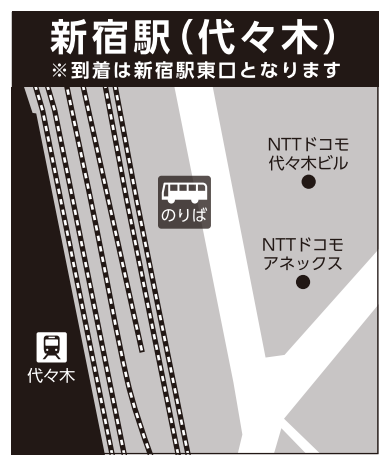 新宿駅（代々木）
※到着は新宿駅東口となります
NTTドコモ
代々木ビル
のりば
NTTドコモ
アネックス
代々木